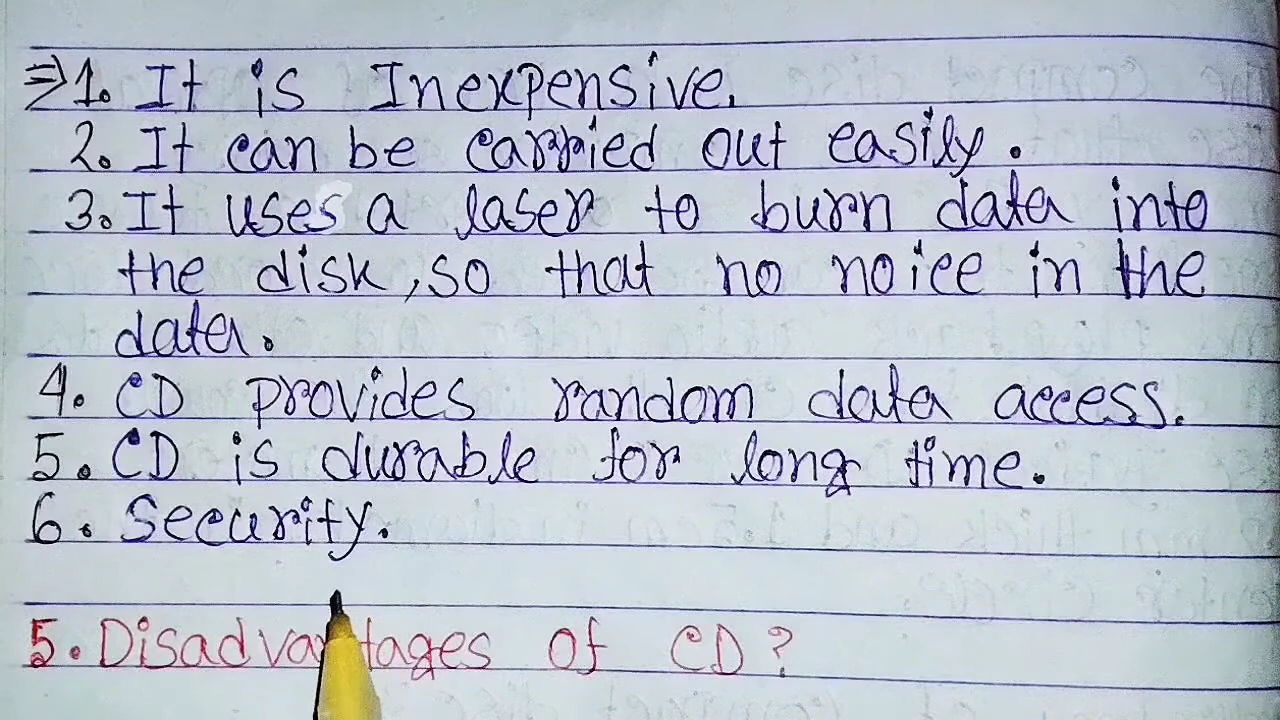 ⇒1. It is Inexpensive.
2. It can be carried out easily.
3. It uses a laser to burn data into
the disk, so that no noice in the
data.
4. CD provides random data access.
5. CD is durable for long time.
6. Security.
5. Disadvantages of CD?